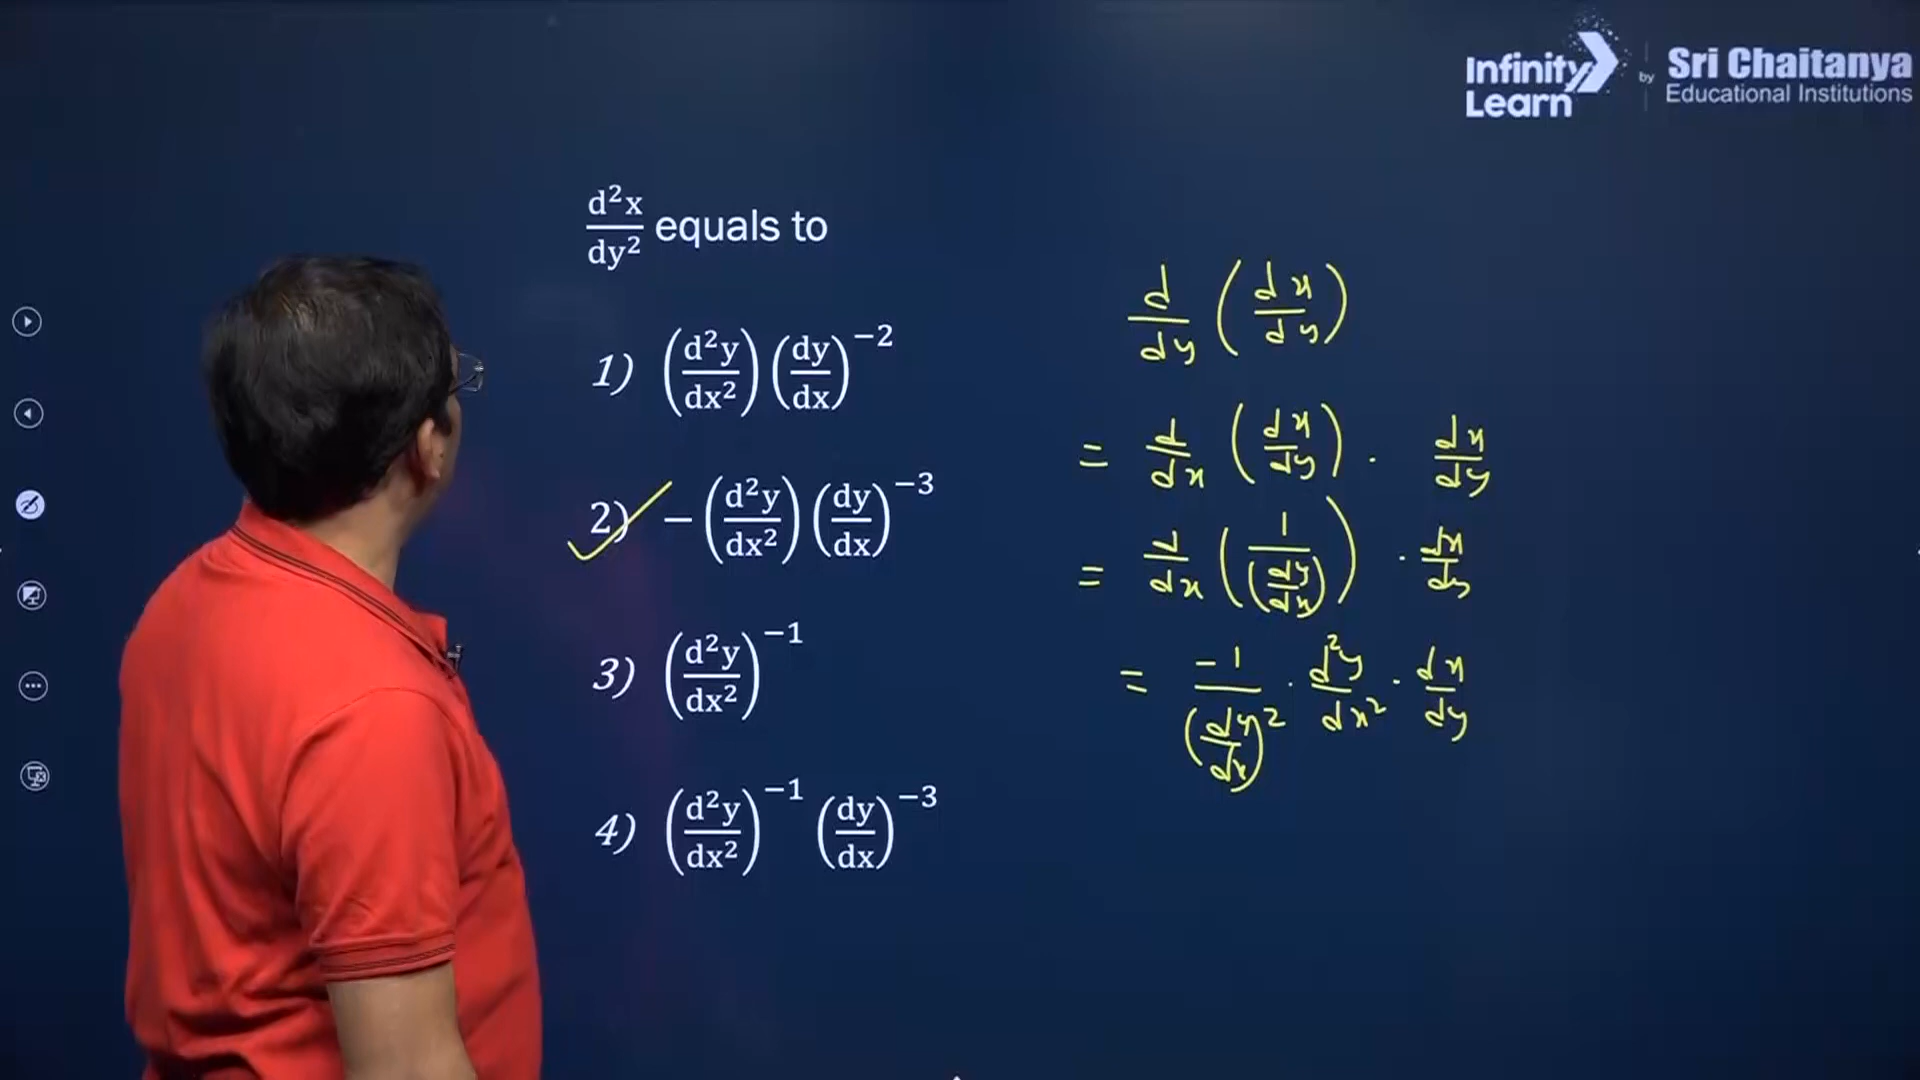 Infinity Learn by Sri Chaitanya Educational Institutions
d²x/dy² equals to
1) (d²y/dx²) (dy/dx)⁻²
2) −(d²y/dx²) (dy/dx)⁻³
3) (d²y/dx²)⁻¹
4) (d²y/dx²)⁻¹ (dy/dx)⁻³
d/dy (dx/dy)
= d/dx (dx/dy) · dx/dy
= d/dx (1/(dy/dx)) · dx/dy
= −1/(dy/dx)² · d²y/dx² · dx/dy